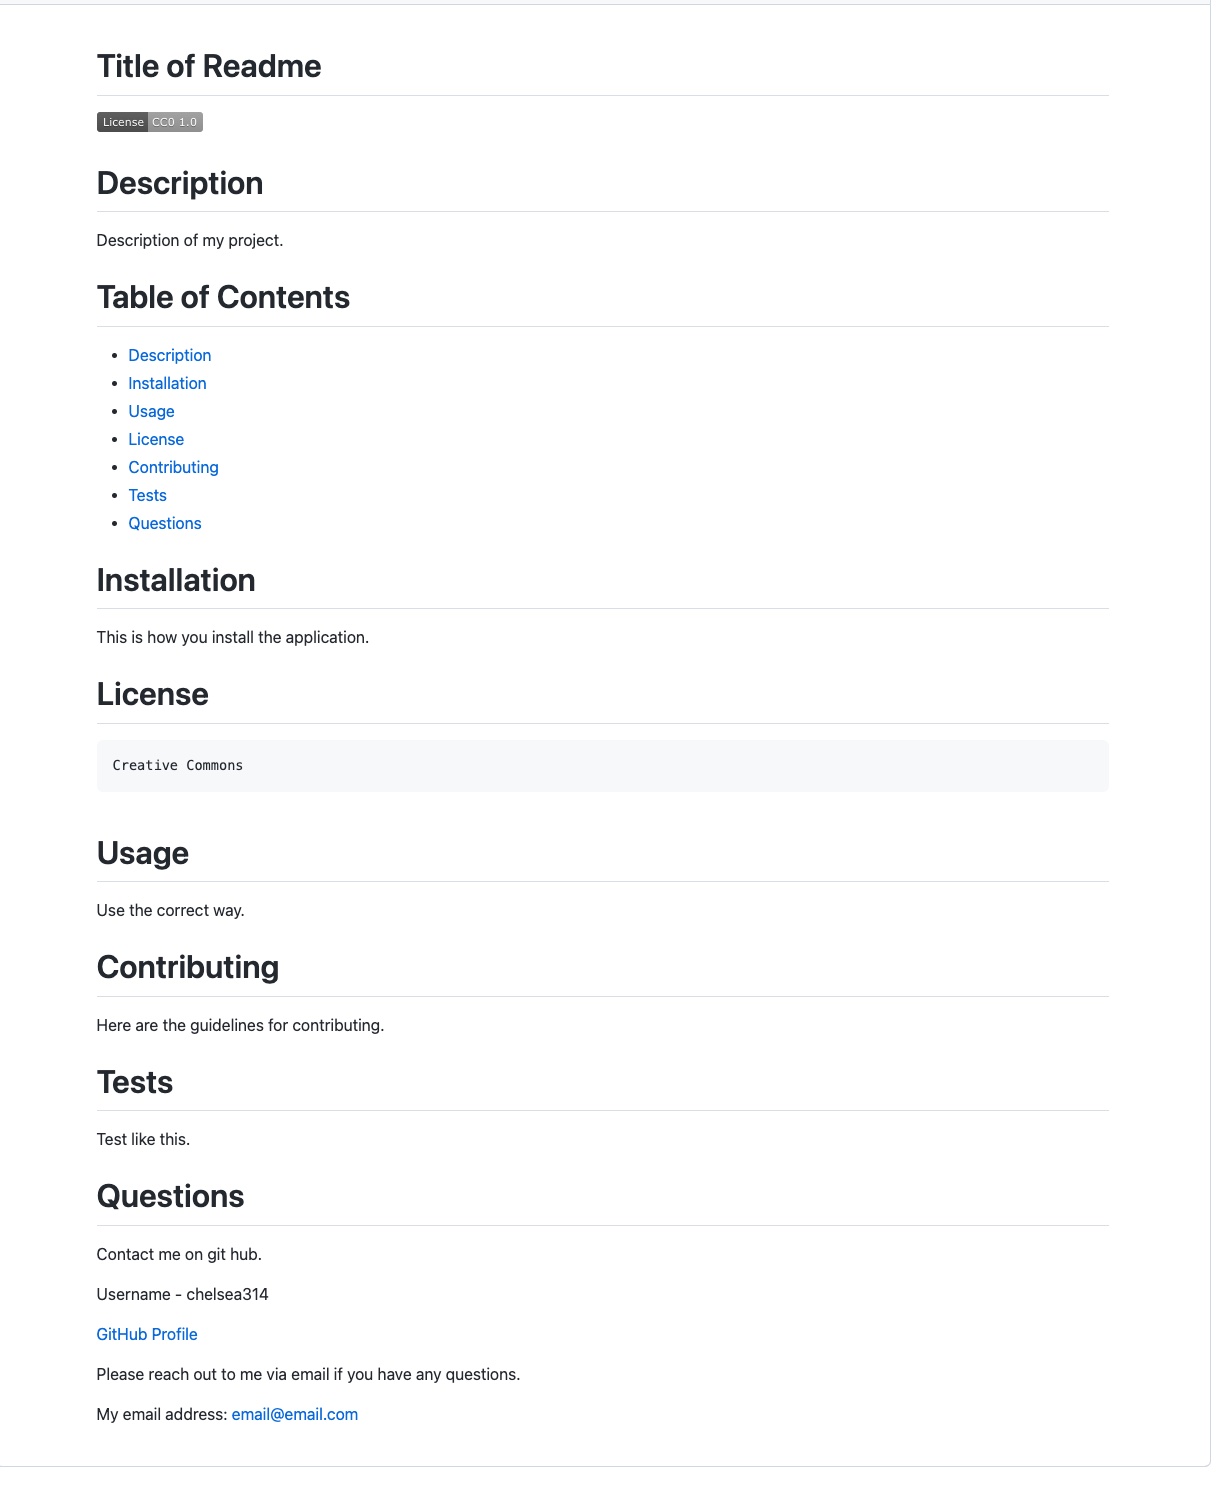 Title of Readme
License CC0 1.0
Description
Description of my project.
Table of Contents
Description
Installation
Usage
License
Contributing
Tests
Questions
Installation
This is how you install the application.
License
Creative Commons
Usage
Use the correct way.
Contributing
Here are the guidelines for contributing.
Tests
Test like this.
Questions
Contact me on git hub.
Username - chelsea314
GitHub Profile
Please reach out to me via email if you have any questions.
My email address: email@email.com